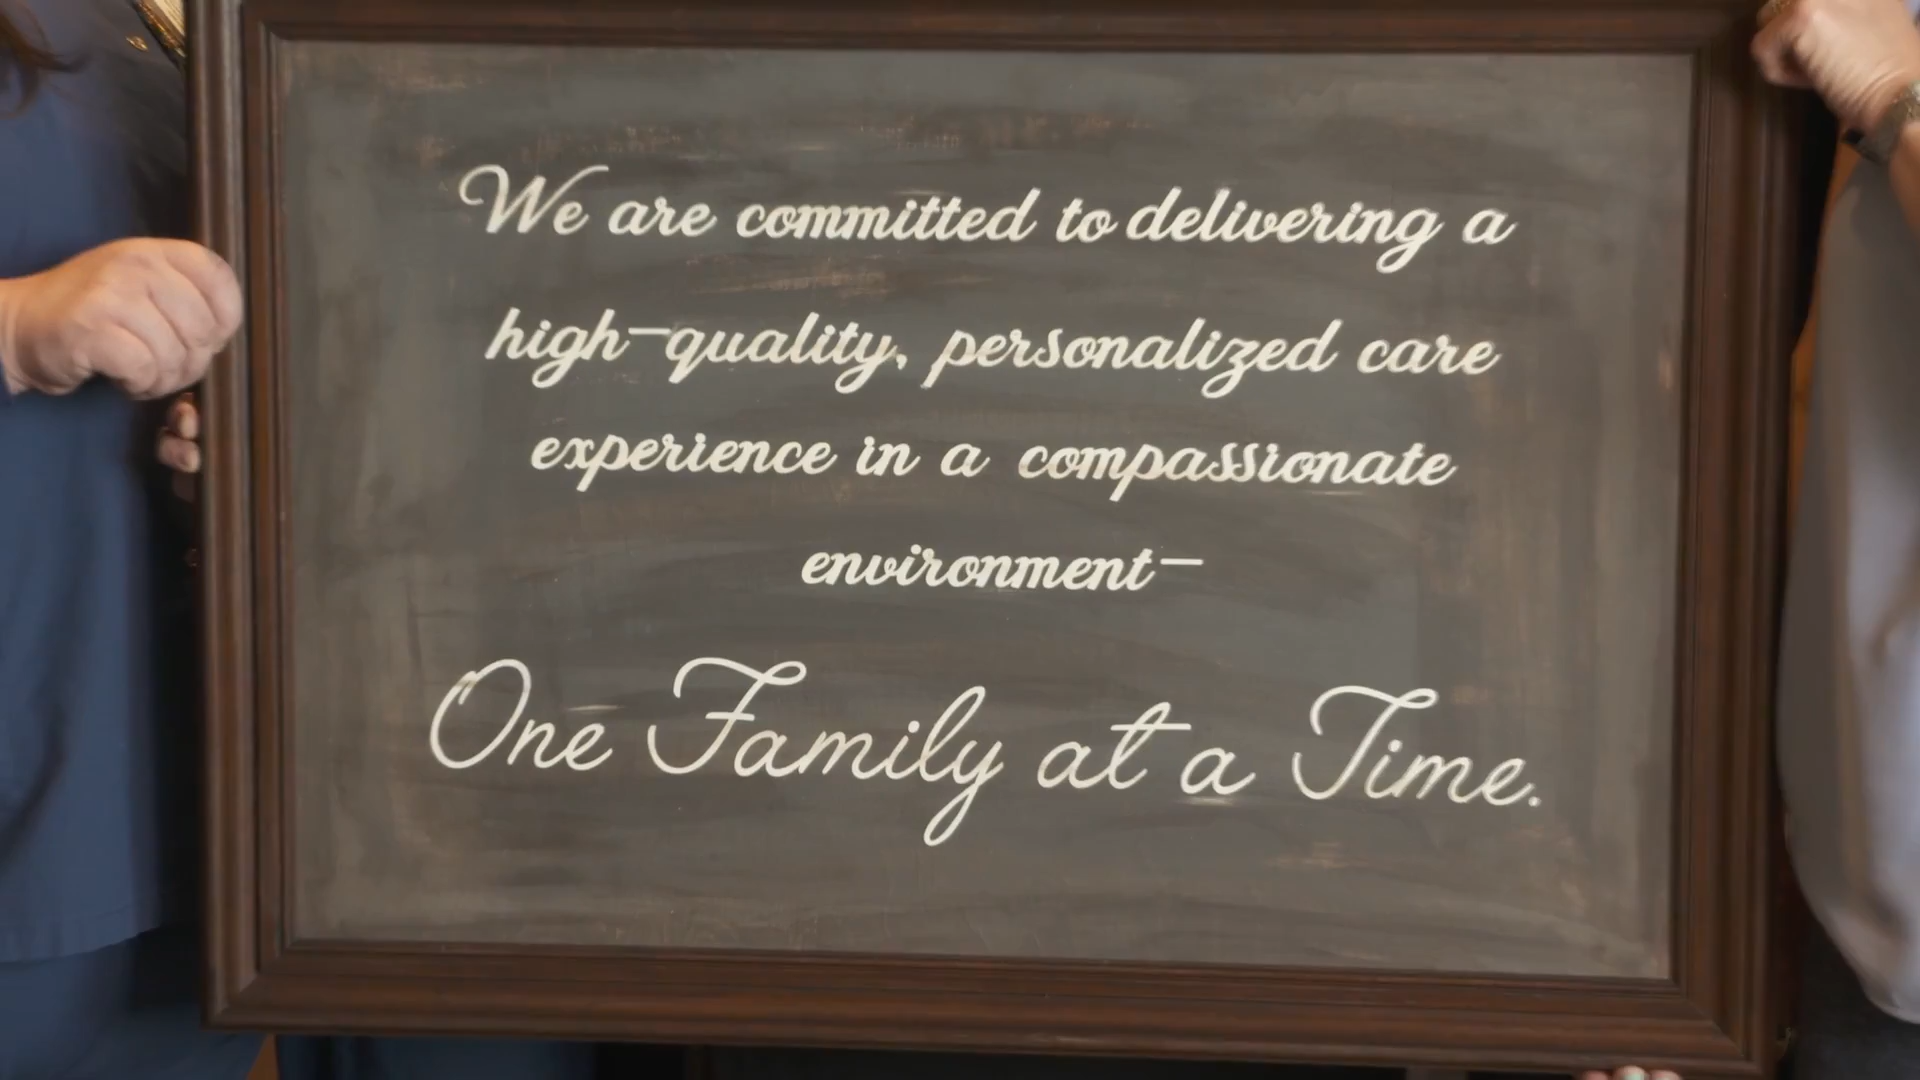 We are committed to delivering a
high-quality, personalized care
experience in a compassionate
environment—
One Family at a Time.